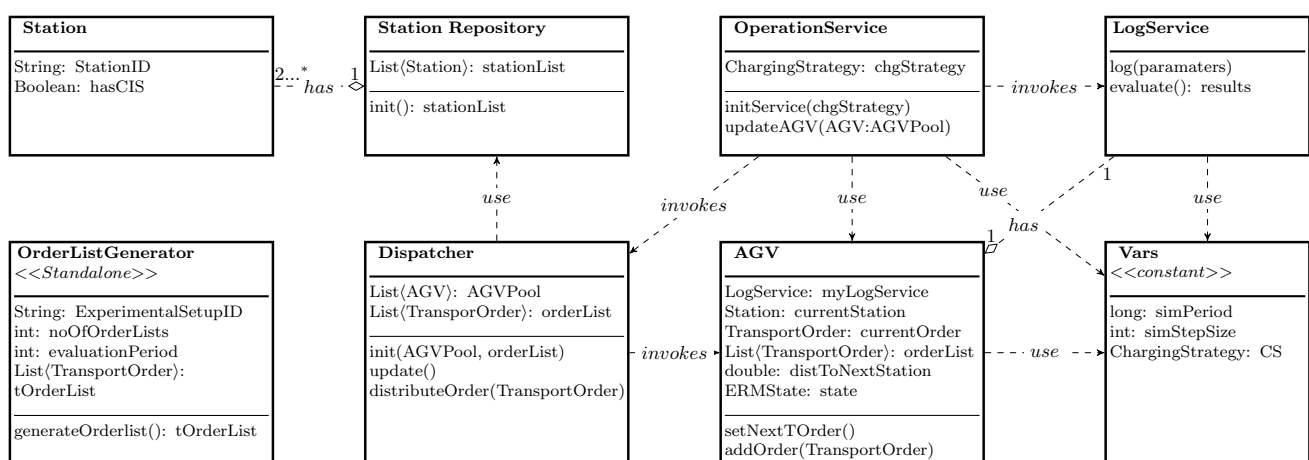 Station
String: StationID
Boolean: hasCIS
2...*
has
1
Station Repository
List⟨Station⟩: stationList
init(): stationList
OperationService
ChargingStrategy: chgStrategy
initService(chgStrategy)
updateAGV(AGV:AGVPool)
invokes
LogService
log(paramaters)
evaluate(): results
use
invokes
use
use
has
1
1
use
OrderListGenerator
<<Standalone>>
String: ExperimentalSetupID
int: noOfOrderLists
int: evaluationPeriod
List⟨TransportOrder⟩:
tOrderList
generateOrderlist(): tOrderList
Dispatcher
List⟨AGV⟩: AGVPool
List⟨TransporOrder⟩: orderList
init(AGVPool, orderList)
update()
distributeOrder(TransportOrder)
invokes
AGV
LogService: myLogService
Station: currentStation
TransportOrder: currentOrder
List⟨TransportOrder⟩: orderList
double: distToNextStation
ERMState: state
setNextTOrder()
addOrder(TransportOrder)
use
Vars
<<constant>>
long: simPeriod
int: simStepSize
ChargingStrategy: CS